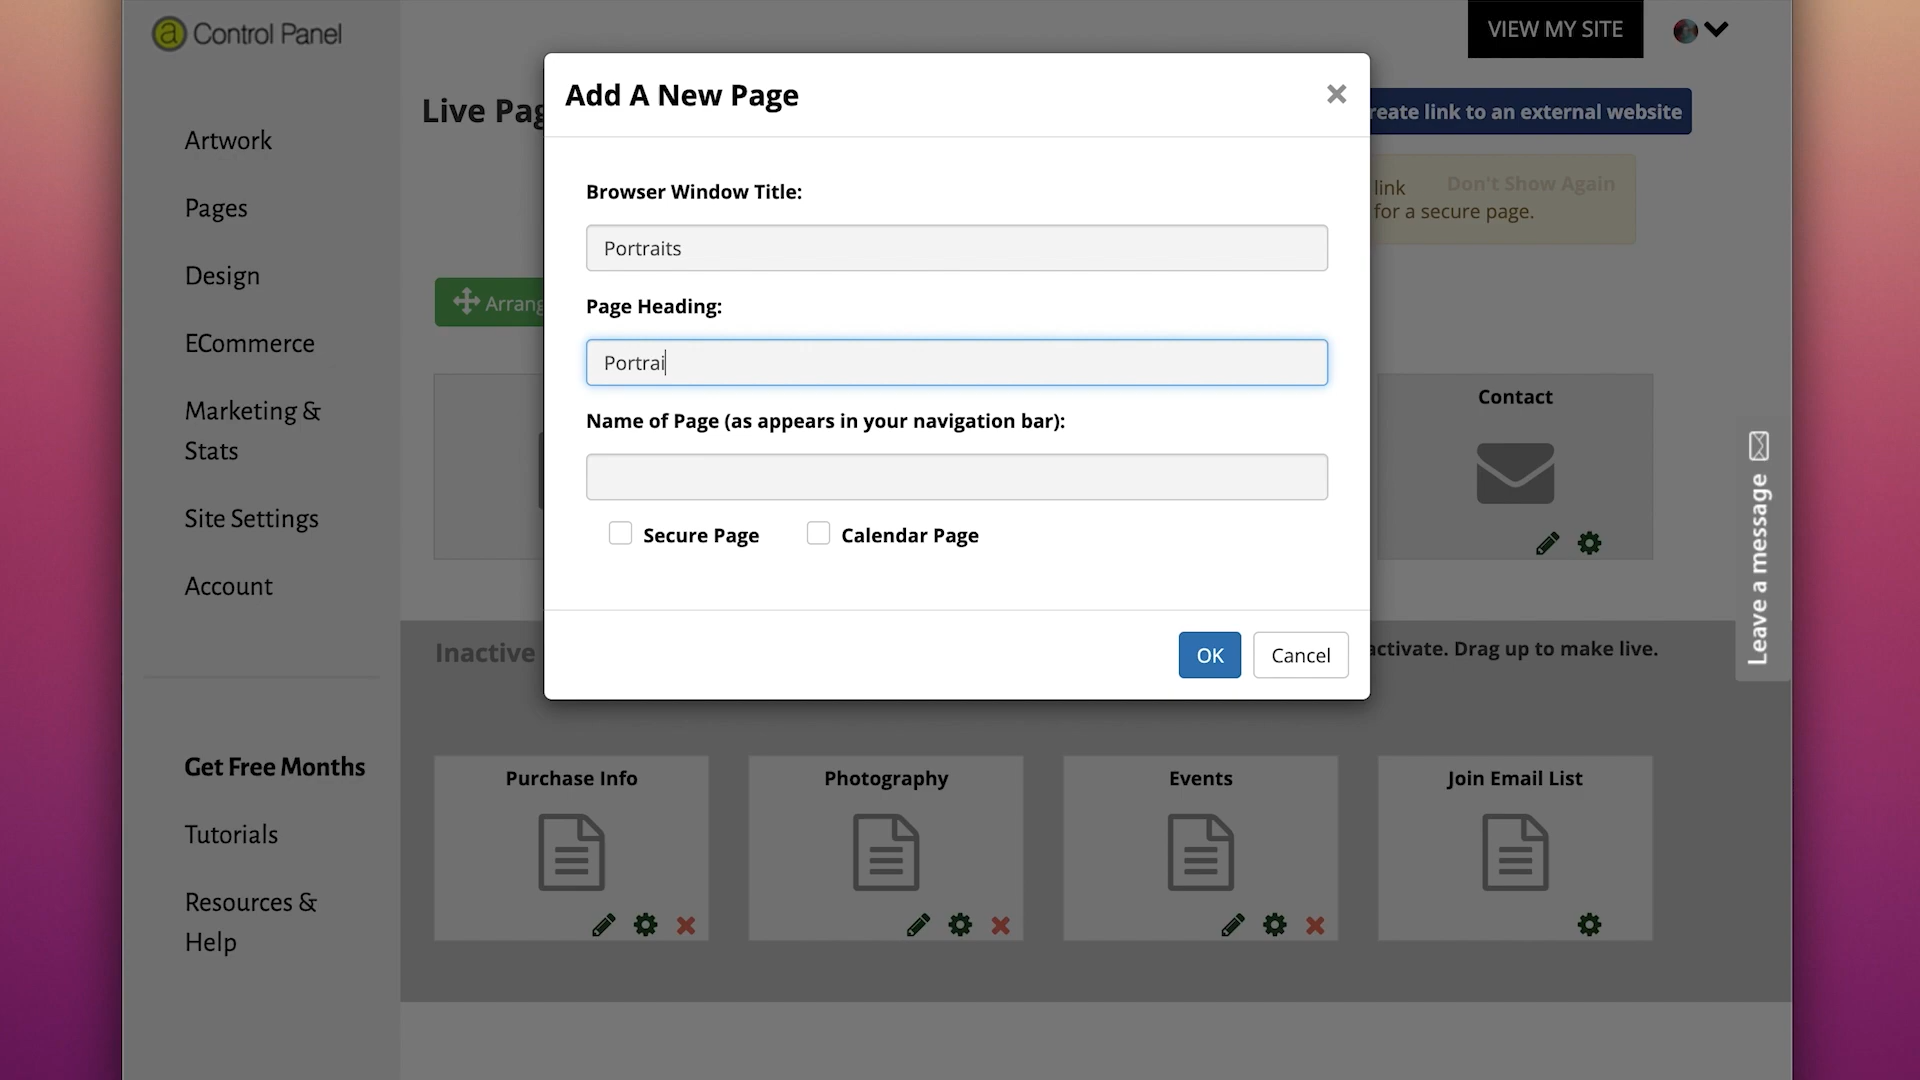 a Control Panel
VIEW MY SITE
Artwork
Pages
Design
ECommerce
Marketing &
Stats
Site Settings
Account
Get Free Months
Tutorials
Resources &
Help
Live Pag
reate link to an external website
link
Don't Show Again
for a secure page.
Arrang
Add A New Page
Browser Window Title:
Portraits
Page Heading:
Portrai
Name of Page (as appears in your navigation bar):
Secure Page
Calendar Page
OK
Cancel
Contact
Leave a message
Inactive
activate. Drag up to make live.
Purchase Info
Photography
Events
Join Email List